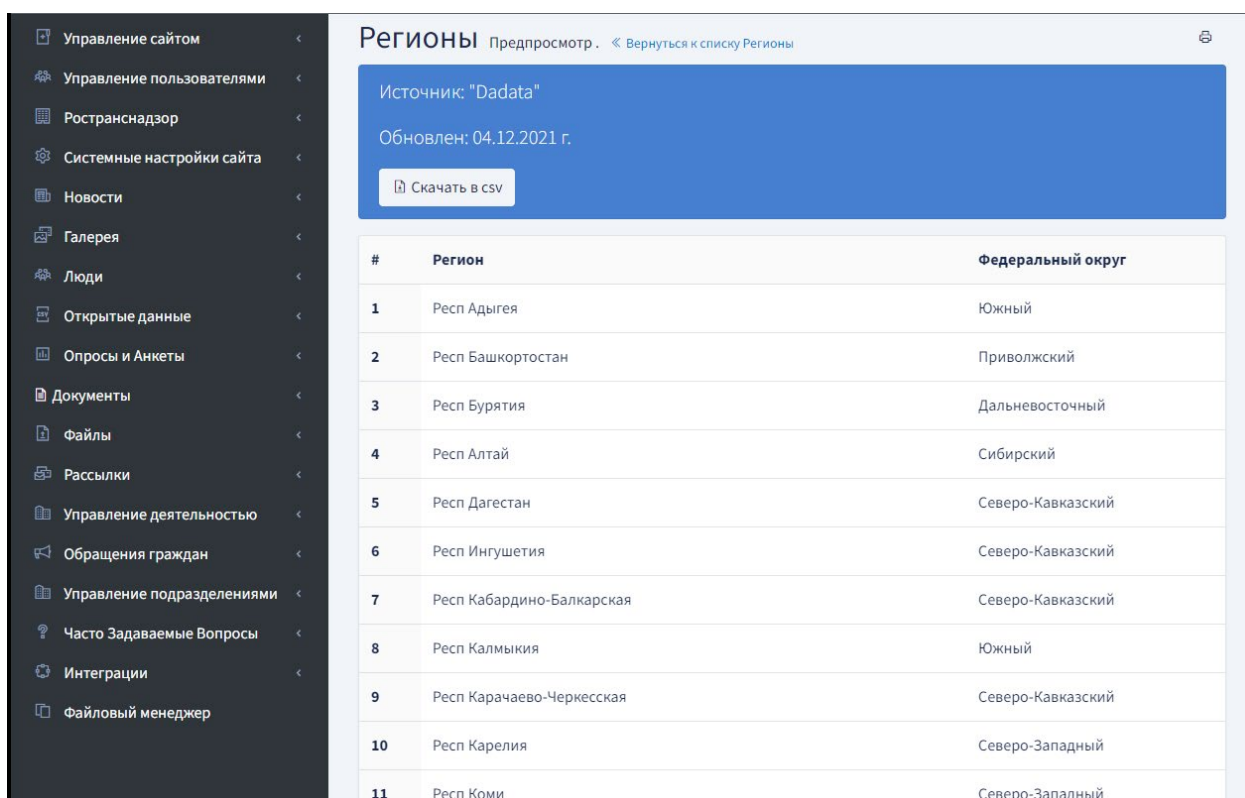 Управление сайтом
Управление пользователями
Ространснадзор
Системные настройки сайта
Новости
Галерея
Люди
Открытые данные
Опросы и Анкеты
Документы
Файлы
Рассылки
Управление деятельностью
Обращения граждан
Управление подразделениями
Часто Задаваемые Вопросы
Интеграции
Файловый менеджер
Регионы Предпросмотр. « Вернуться к списку Регионы
Источник: "Dadata"
Обновлен: 04.12.2021 г.
Скачать в csv
# Регион Федеральный округ
1 Респ Адыгея Южный
2 Респ Башкортостан Приволжский
3 Респ Бурятия Дальневосточный
4 Респ Алтай Сибирский
5 Респ Дагестан Северо-Кавказский
6 Респ Ингушетия Северо-Кавказский
7 Респ Кабардино-Балкарская Северо-Кавказский
8 Респ Калмыкия Южный
9 Респ Карачаево-Черкесская Северо-Кавказский
10 Респ Карелия Северо-Западный
11 Респ Коми Северо-Западный